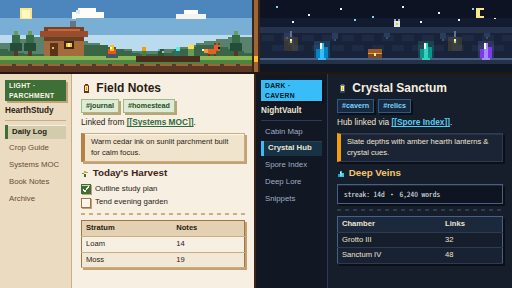 LIGHT ·
PARCHMENT
HearthStudy
Daily Log
Crop Guide
Systems MOC
Book Notes
Archive
Field Notes
#journal #homestead
Linked from [[Systems MOC]].
Warm cedar ink on sunlit parchment built
for calm focus.
Today's Harvest
Outline study plan
Tend evening garden
Stratum Notes
Loam 14
Moss 19
DARK ·
CAVERN
NightVault
Cabin Map
Crystal Hub
Spore Index
Deep Lore
Snippets
Crystal Sanctum
#cavern #relics
Hub linked via [[Spore Index]].
Slate depths with amber hearth lanterns &
crystal cues.
Deep Veins
streak: 14d • 6,240 words
Chamber Links
Grotto III 32
Sanctum IV 48